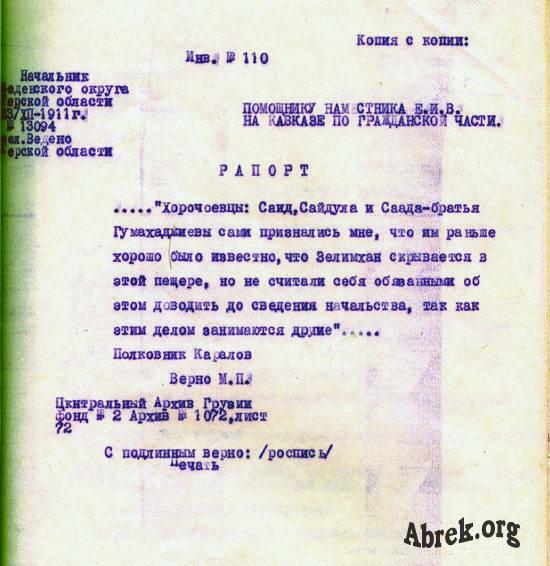 Копия с копии:
Инв. № 110
Начальник
Веденского округа
Терской области
23/ХП-1911г.
№ 13094
сел.Ведено
Терской области
ПОМОЩНИКУ НАМЕСТНИКА Е.И.В.
НА КАВКАЗЕ ПО ГРАЖДАНСКОЙ ЧАСТИ.
РАПОРТ
....."Хорочоевцы: Саид,Сайдула и Саада-братья
Гумахаджиевы сами признались мне, что им раньше
хорошо было известно,что Зелимхан скрывается в
этой пещере, но не считали себя обязанными об
этом доводить до сведения начальства, так как
этим делом занимаются друпие".....
Полковник Каралов
Верно М.П.
Цкнтральный Архив Грузии
фонд № 2 Архив № 1072,лист
72
С подлинным верно: /роспись/
Печать
Abrek.org